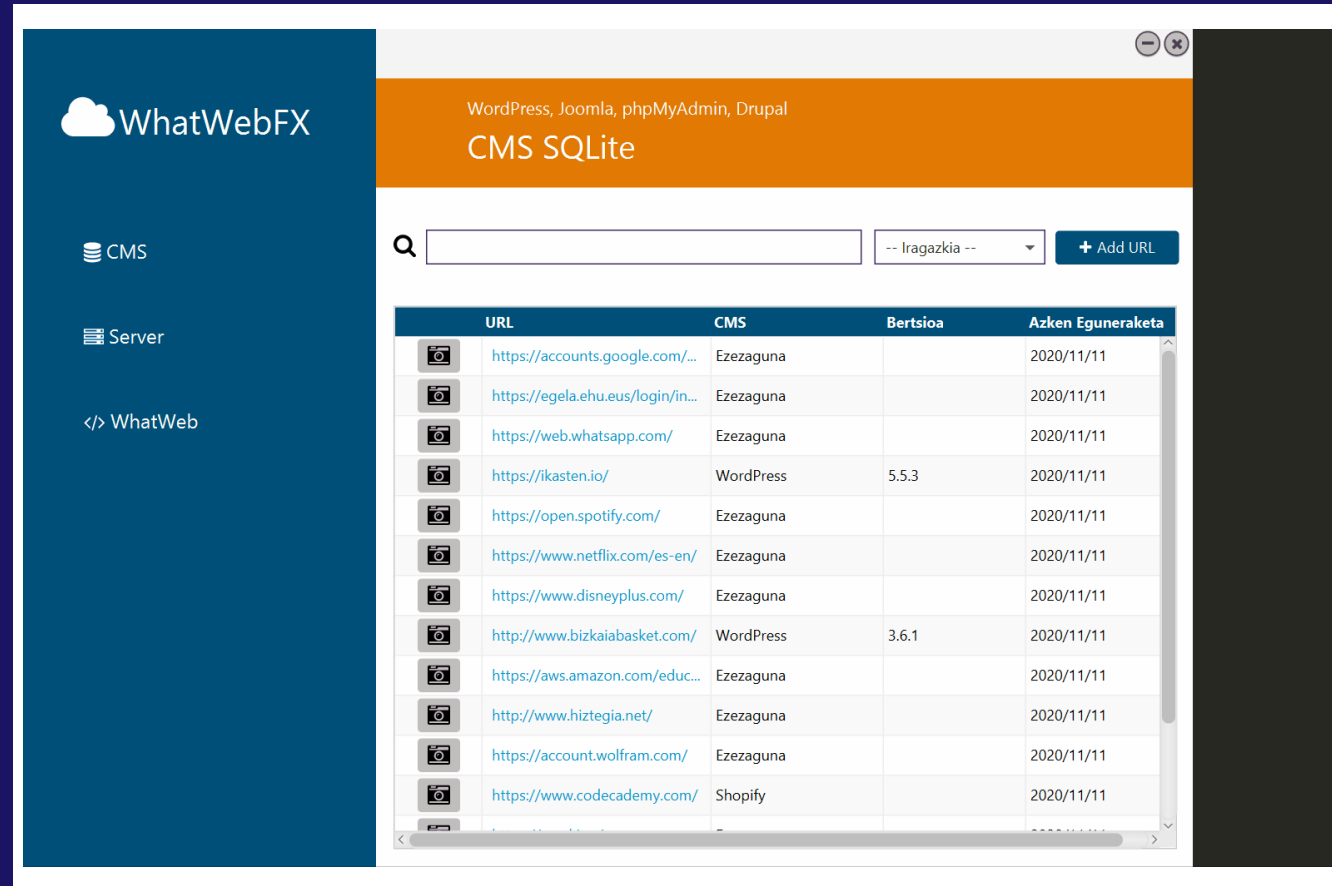 WhatWebFX
CMS
Server
</> WhatWeb
WordPress, Joomla, phpMyAdmin, Drupal
CMS SQLite
-- Iragazkia --
+ Add URL
URL CMS Bertsioa Azken Eguneraketa
https://accounts.google.com/... Ezezaguna 2020/11/11
https://egela.ehu.eus/login/in... Ezezaguna 2020/11/11
https://web.whatsapp.com/ Ezezaguna 2020/11/11
https://ikasten.io/ WordPress 5.5.3 2020/11/11
https://open.spotify.com/ Ezezaguna 2020/11/11
https://www.netflix.com/es-en/ Ezezaguna 2020/11/11
https://www.disneyplus.com/ Ezezaguna 2020/11/11
http://www.bizkaiabasket.com/ WordPress 3.6.1 2020/11/11
https://aws.amazon.com/educ... Ezezaguna 2020/11/11
http://www.hiztegia.net/ Ezezaguna 2020/11/11
https://account.wolfram.com/ Ezezaguna 2020/11/11
https://www.codecademy.com/ Shopify 2020/11/11